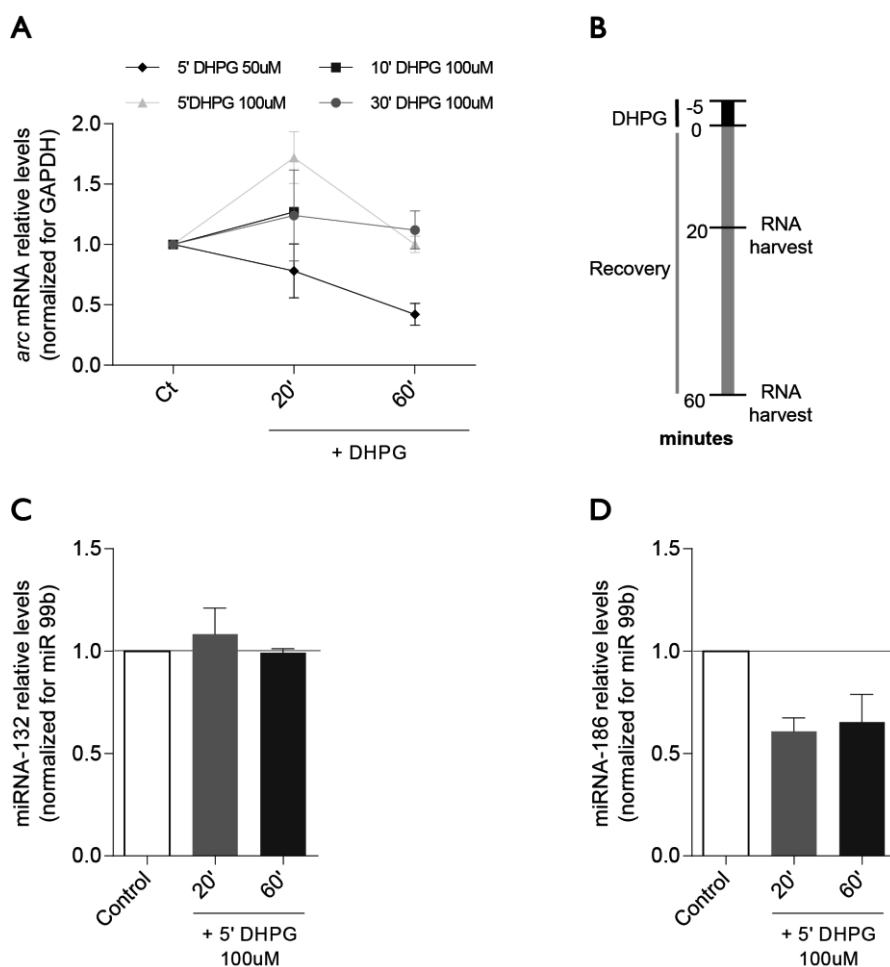 A
5' DHPG 50uM
10' DHPG 100uM
5'DHPG 100uM
30' DHPG 100uM
arc mRNA relative levels
(normalized for GAPDH)
2.0
1.5
1.0
0.5
0.0
Ct
20'
60'
+ DHPG
B
DHPG
-5
0
20
RNA
harvest
Recovery
60
RNA
harvest
minutes
C
miRNA-132 relative levels
(normalized for miR 99b)
1.5
1.0
0.5
0.0
Control
20'
60'
+ 5' DHPG
100uM
D
miRNA-186 relative levels
(normalized for miR 99b)
1.5
1.0
0.5
0.0
Control
20'
60'
+ 5' DHPG
100uM